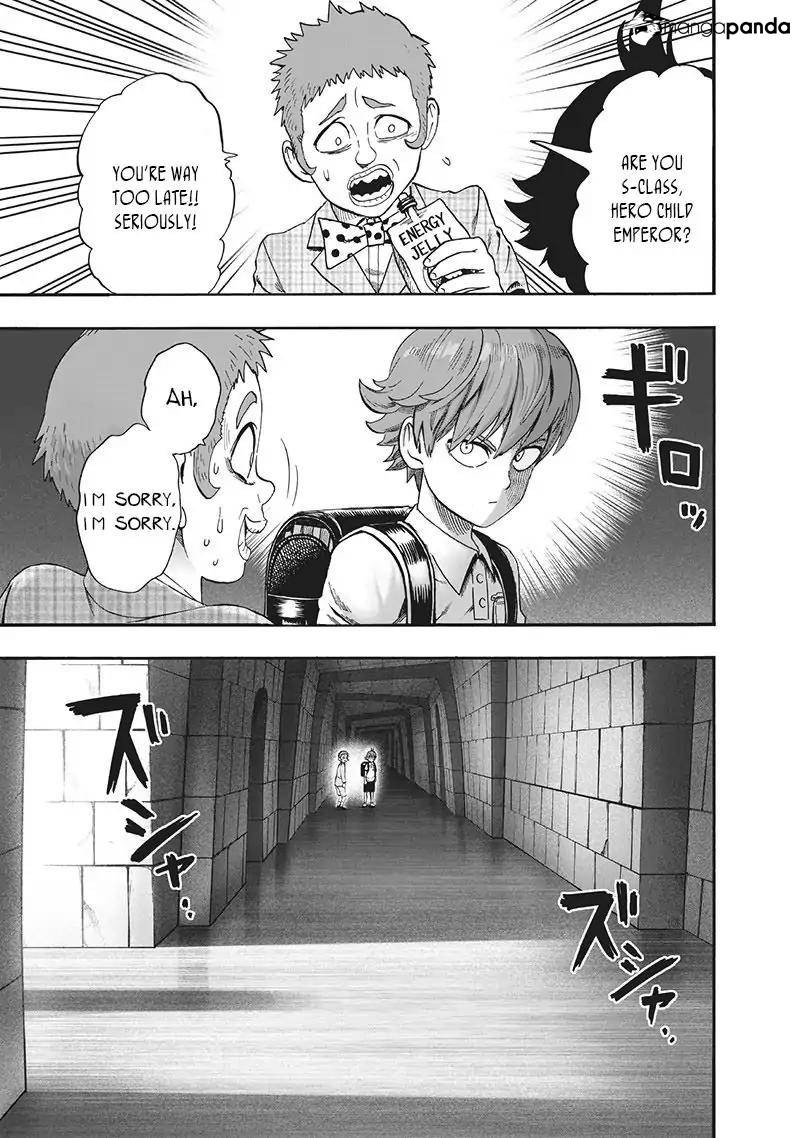 mangapanda
ARE YOU
S-CLASS,
HERO CHILD
EMPEROR?
YOU'RE WAY
TOO LATE!!
SERIOUSLY!
ENERGY
JELLY
AH,
I'M SORRY,
I'M SORRY.
ギロッ
ズシャ..
ズシャ..